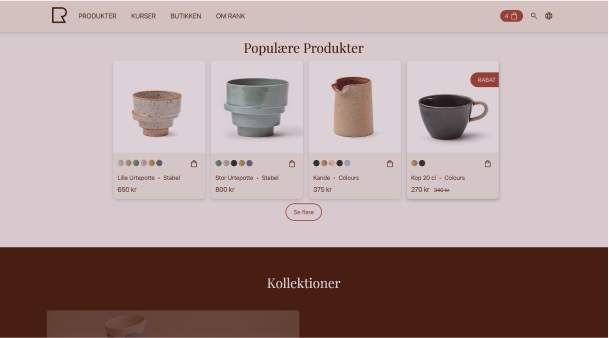 PRODUKTER KURSER BUTIKKEN OM RANK 4
Populære Produkter
RABAT
Lille Urtepotte • Stabel
650 kr
Stor Urtepotte • Stabel
800 kr
Kande • Colours
375 kr
Kop 20 cl • Colours
270 kr 340 kr
Se flere
Kollektioner